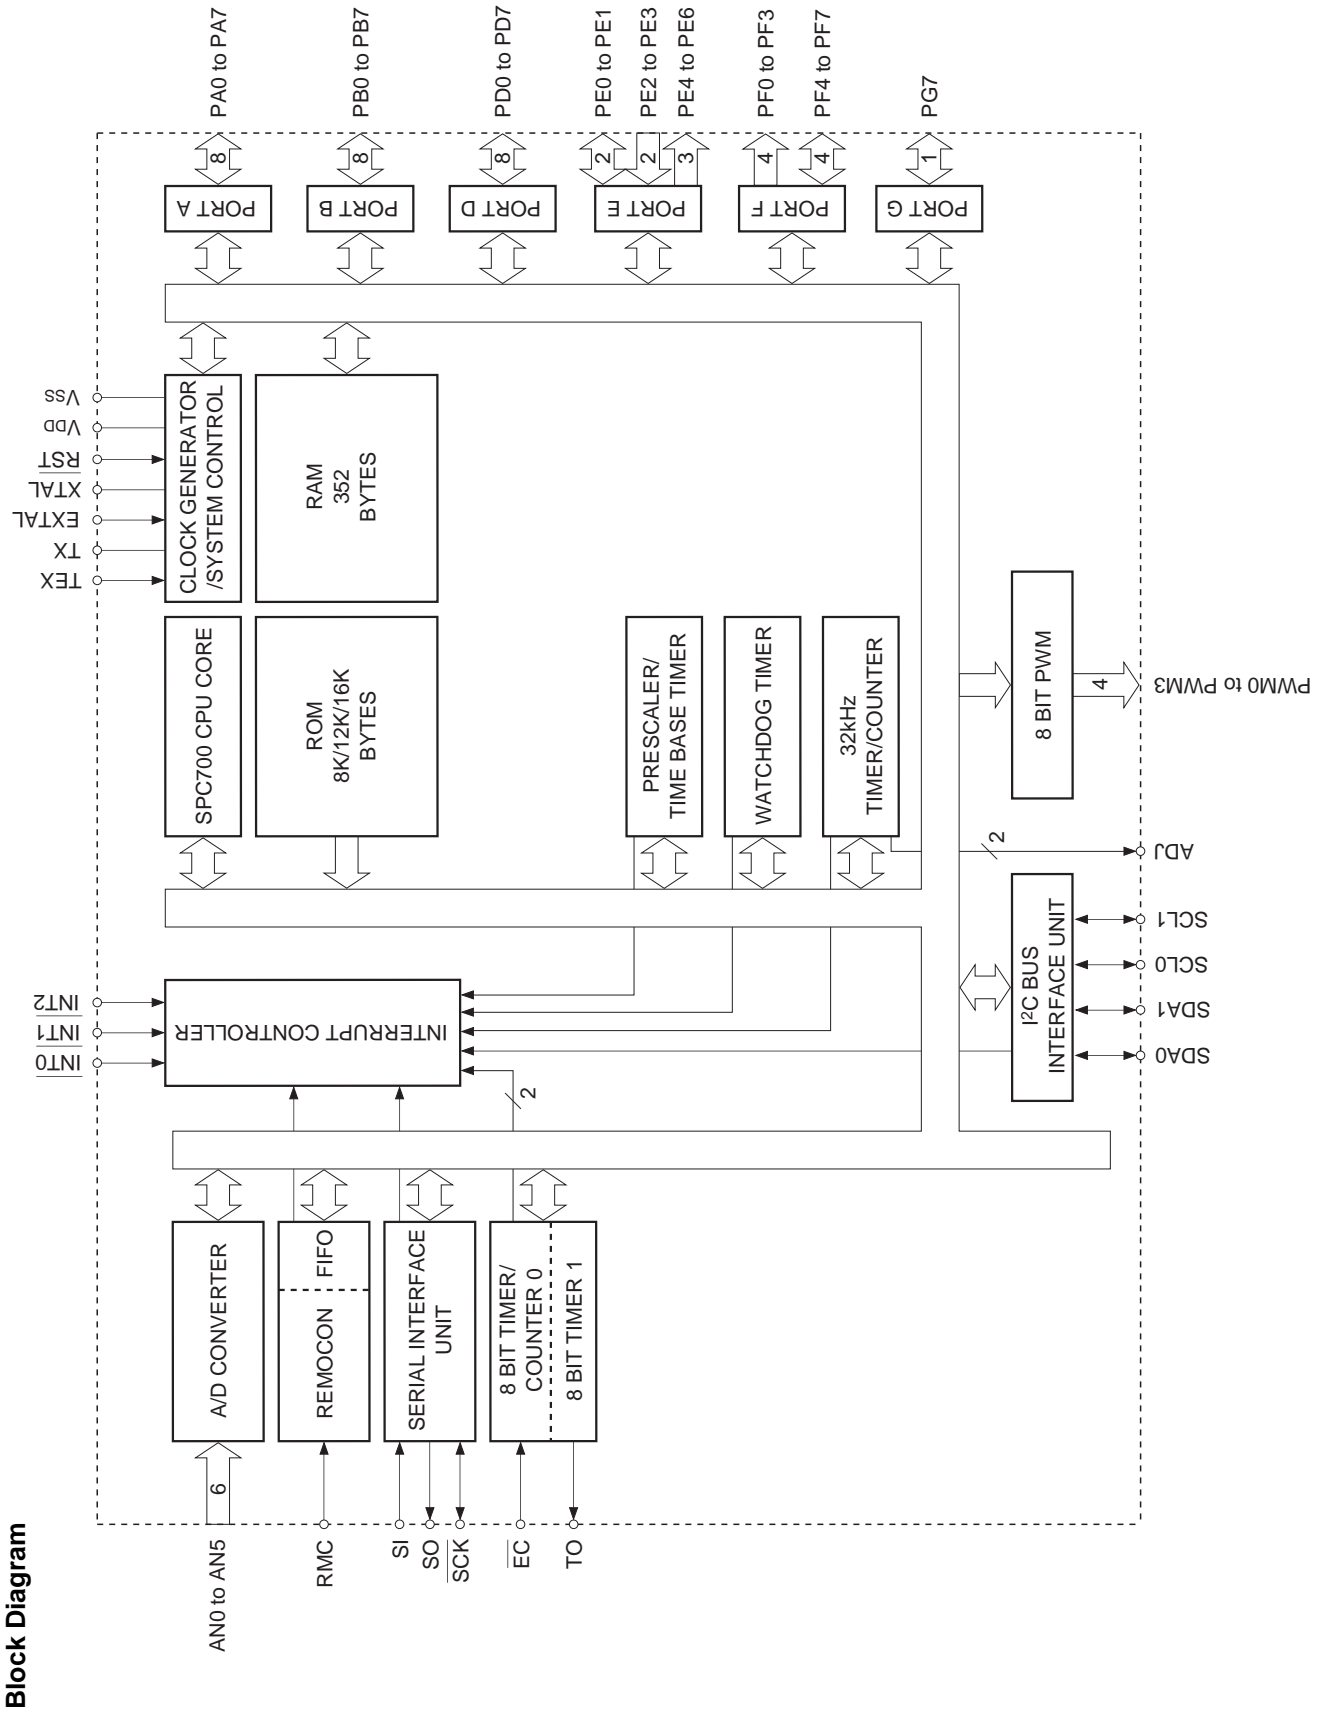 Block Diagram
AN0 to AN5
6
A/D CONVERTER
RMC
REMOCON
FIFO
SI
SO
SCK
SERIAL INTERFACE
UNIT
EC
TO
8 BIT TIMER/
COUNTER 0
8 BIT TIMER 1
2
INT0
INT1
INT2
INTERRUPT CONTROLLER
SPC700 CPU CORE
ROM
8K/12K/16K
BYTES
PRESCALER/
TIME BASE TIMER
WATCHDOG TIMER
32kHz
TIMER/COUNTER
TEX
TX
EXTAL
XTAL
RST
VDD
VSS
CLOCK GENERATOR
/SYSTEM CONTROL
RAM
352
BYTES
PORT A
8
PA0 to PA7
PORT B
8
PB0 to PB7
PORT D
8
PD0 to PD7
PORT E
2
PE0 to PE1
2
PE2 to PE3
3
PE4 to PE6
PORT F
4
PF0 to PF3
4
PF4 to PF7
PORT G
1
PG7
I²C BUS
INTERFACE UNIT
SDA0
SDA1
SCL0
SCL1
2
ADJ
8 BIT PWM
4
PWM0 to PWM3